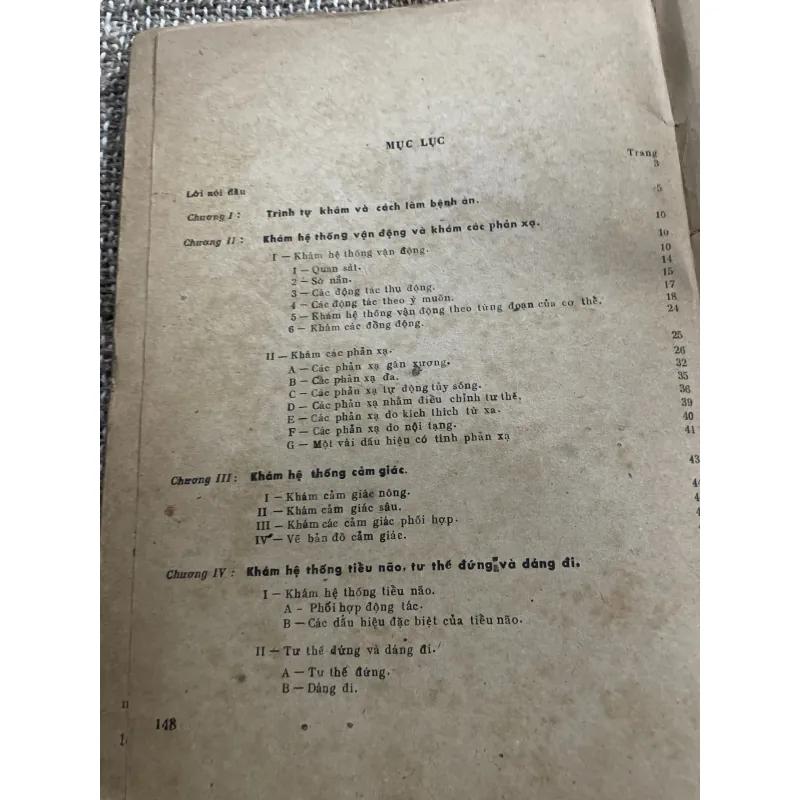 MỤC LỤC
Trang
Lời nói đầu 3
Chương I : Trình tự khám và cách làm bệnh án. 5
Chương II : Khám hệ thống vận động và khám các phản xạ. 10
I — Khám hệ thống vận động. 10
1 — Quan sát. 10
2 — Sờ nắn. 14
3 — Các động tác thụ động. 15
4 — Các động tác theo ý muốn. 17
5 — Khám hệ thống vận động theo từng đoạn của cơ thể. 18
6 — Khám các đồng động. 24
II — Khám các phản xạ. 25
A — Các phản xạ gân xương. 26
B — Các phản xạ da. 32
C — Các phản xạ tự động tủy sống. 35
D — Các phản xạ nhằm điều chỉnh tư thế. 36
E — Các phản xạ do kích thích từ xa. 39
F — Các phản xạ do nội tạng. 40
G — Một vài dấu hiệu có tính phản xạ 41
Chương III : Khám hệ thống cảm giác. 43
I — Khám cảm giác nông.
II — Khám cảm giác sâu.
III — Khám các cảm giác phối hợp.
IV — Vẽ bản đồ cảm giác.
Chương IV : Khám hệ thống tiểu não, tư thế đứng và dáng đi.
I — Khám hệ thống tiểu não.
A - Phối hợp động tác.
B — Các dấu hiệu đặc biệt của tiểu não.
II — Tư thế đứng và dáng đi.
A — Tư thế đứng.
B — Dáng đi.
148